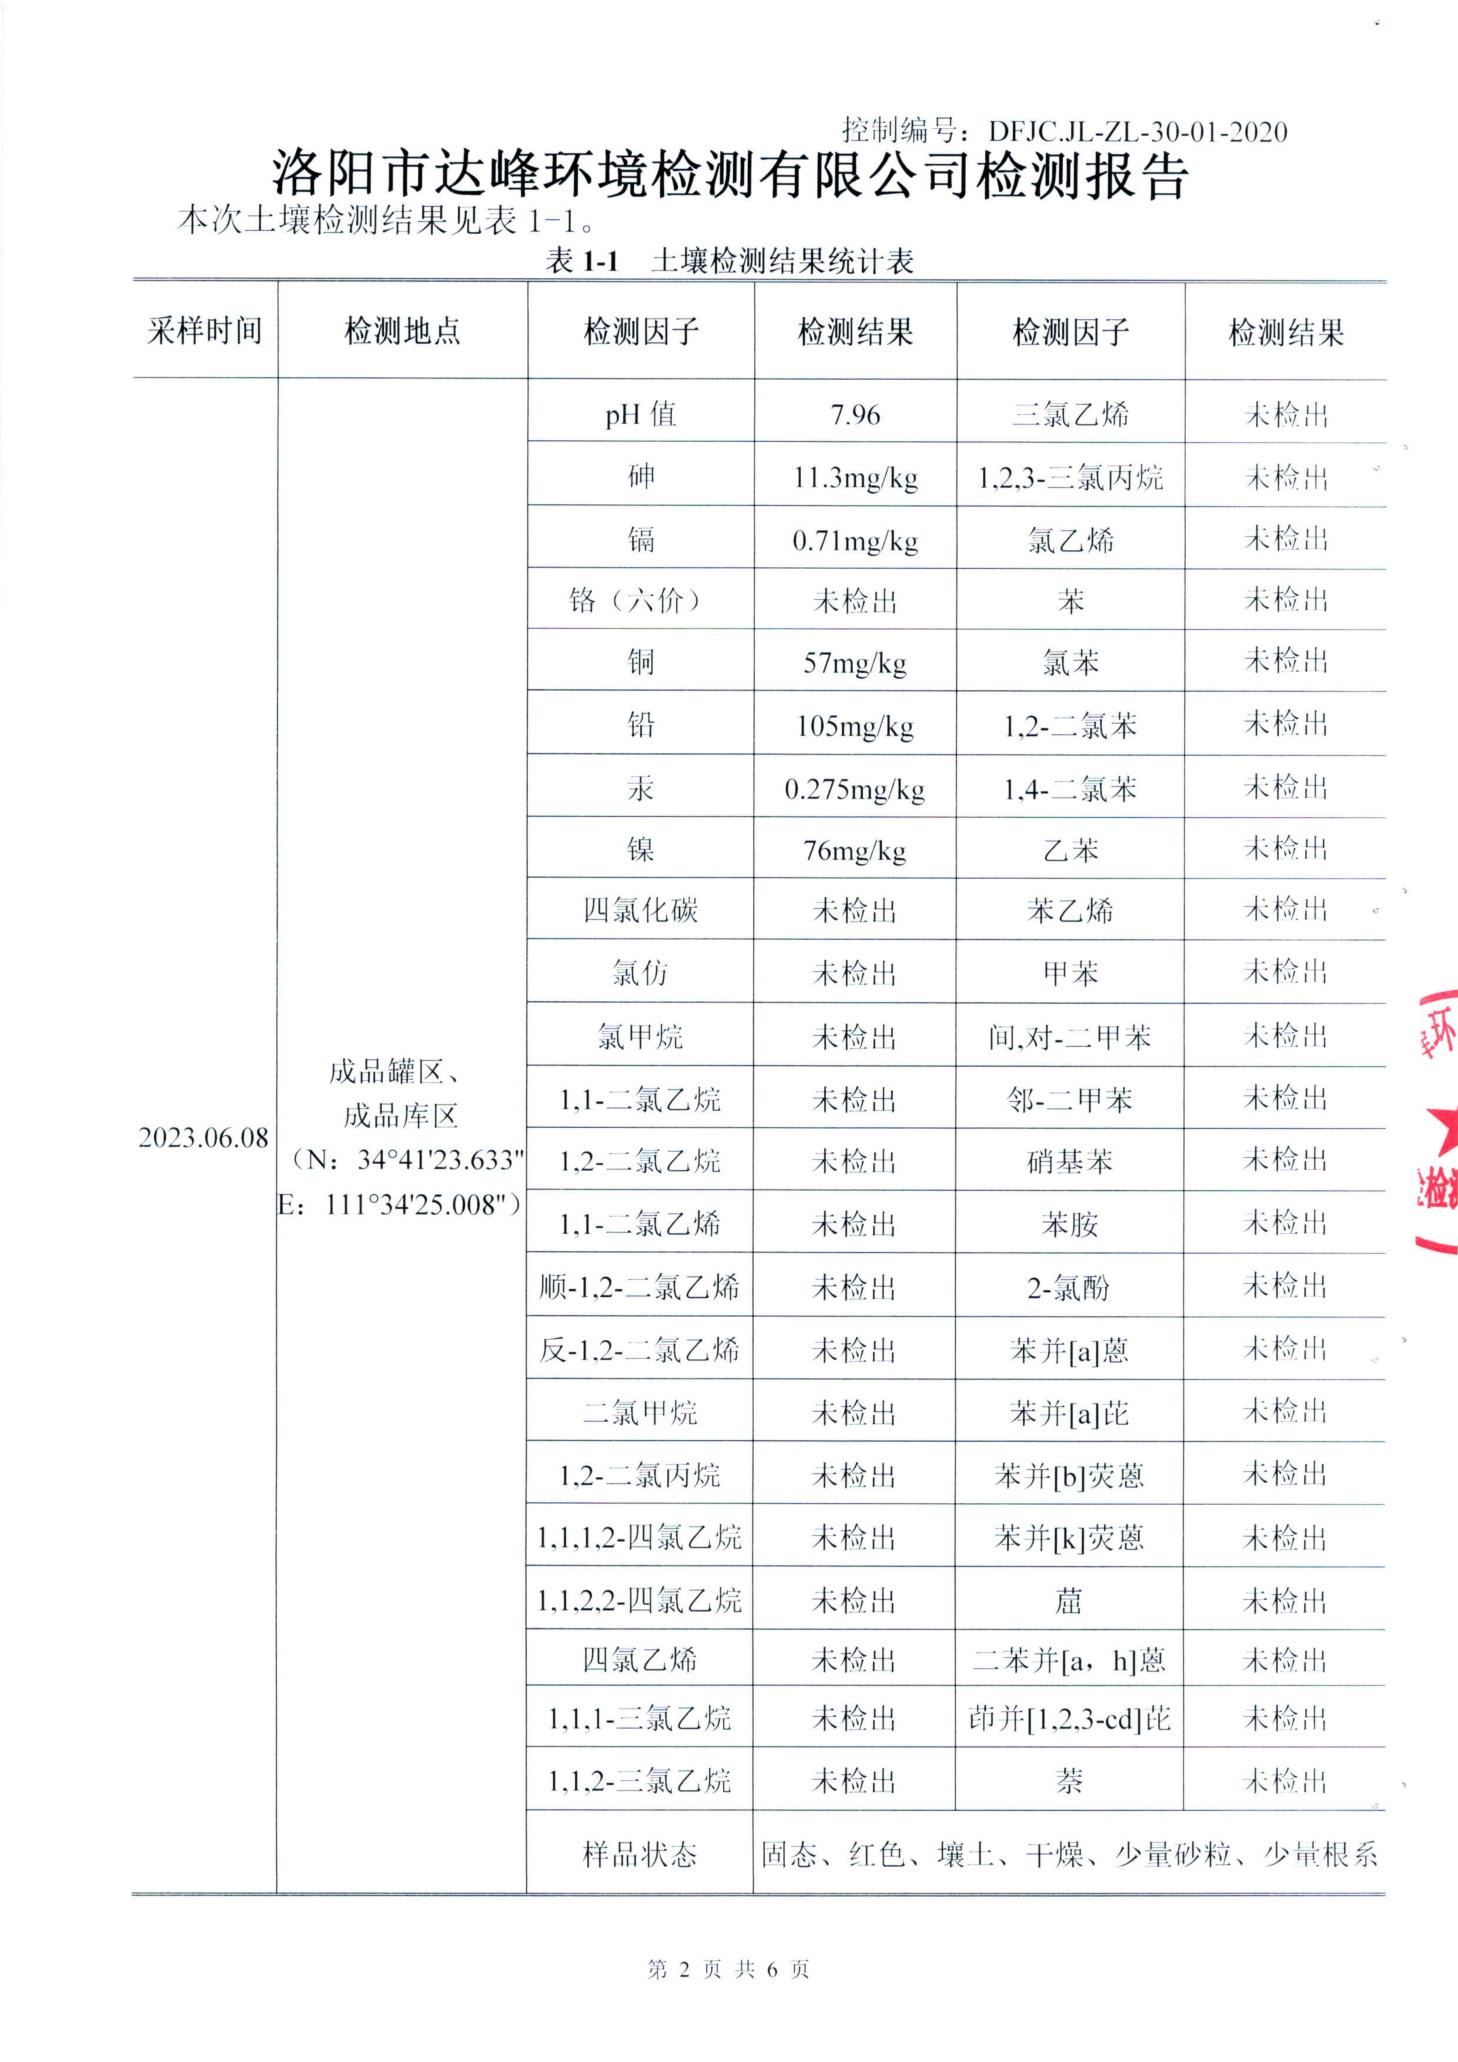 控制编号：DFJC.JL-ZL-30-01-2020
洛阳市达峰环境检测有限公司检测报告
本次土壤检测结果见表 1-1。
表 1-1 土壤检测结果统计表
采样时间 检测地点 检测因子 检测结果 检测因子 检测结果
pH 值 7.96 三氯乙烯 未检出
砷 11.3mg/kg 1,2,3-三氯丙烷 未检出
镉 0.71mg/kg 氯乙烯 未检出
铬（六价） 未检出 苯 未检出
铜 57mg/kg 氯苯 未检出
铅 105mg/kg 1,2-二氯苯 未检出
汞 0.275mg/kg 1,4-二氯苯 未检出
镍 76mg/kg 乙苯 未检出
四氯化碳 未检出 苯乙烯 未检出
氯仿 未检出 甲苯 未检出
氯甲烷 未检出 间,对-二甲苯 未检出
成品罐区、
1,1-二氯乙烷 未检出 邻-二甲苯 未检出
成品库区
2023.06.08
（N：34°41'23.633"
1,2-二氯乙烷 未检出 硝基苯 未检出
E：111°34'25.008"）
1,1-二氯乙烯 未检出 苯胺 未检出
顺-1,2-二氯乙烯 未检出 2-氯酚 未检出
反-1,2-二氯乙烯 未检出 苯并[a]蒽 未检出
二氯甲烷 未检出 苯并[a]芘 未检出
1,2-二氯丙烷 未检出 苯并[b]荧蒽 未检出
1,1,1,2-四氯乙烷 未检出 苯并[k]荧蒽 未检出
1,1,2,2-四氯乙烷 未检出 䓛 未检出
四氯乙烯 未检出 二苯并[a，h]蒽 未检出
1,1,1-三氯乙烷 未检出 茚并[1,2,3-cd]芘 未检出
1,1,2-三氯乙烷 未检出 萘 未检出
样品状态 固态、红色、壤土、干燥、少量砂粒、少量根系
环
检测
第 2 页 共 6 页